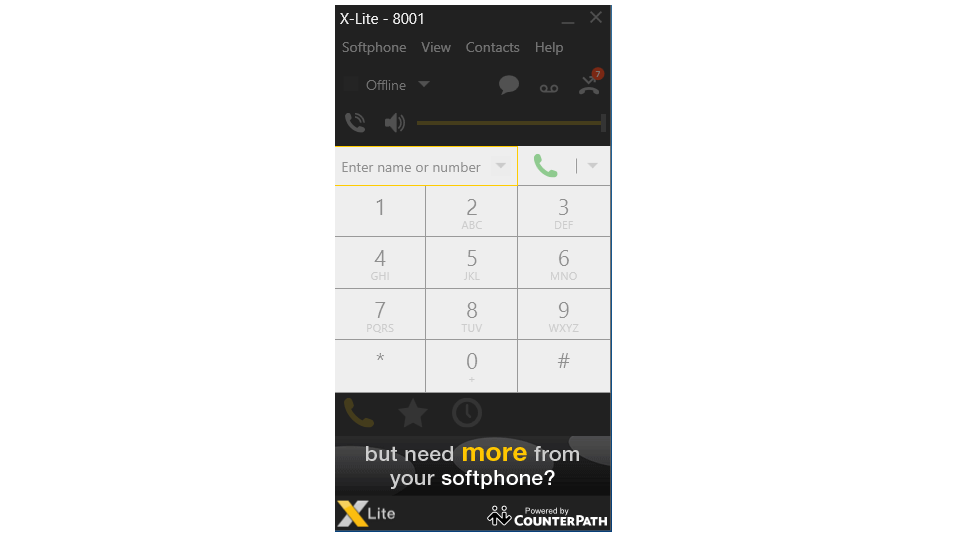 X-Lite - 8001
Softphone View Contacts Help
Offline
7
Enter name or number
1 2 3
ABC DEF
4 5 6
GHI JKL MNO
7 8 9
PQRS TUV WXYZ
* 0 #
+
but need more from
your softphone?
X Lite
Powered by
COUNTERPATH